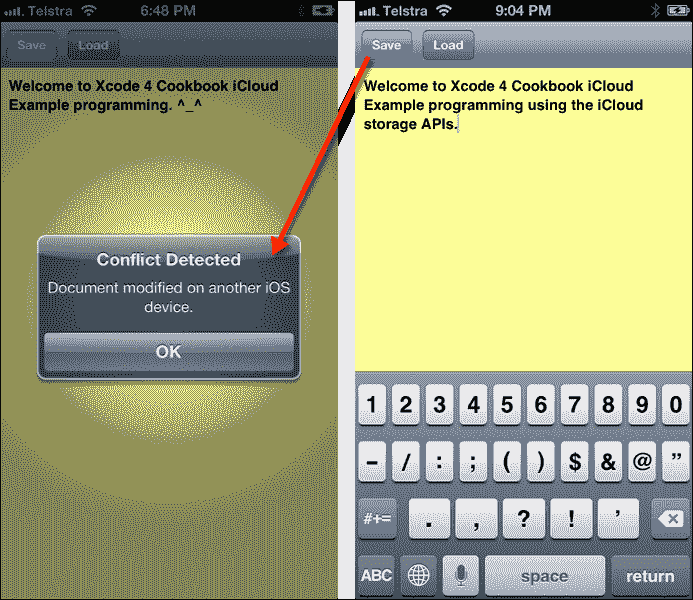 Telstra 6:48 PM
Save Load
Welcome to Xcode 4 Cookbook iCloud
Example programming. ^_^
Conflict Detected
Document modified on another iOS
device.
OK
Telstra 9:04 PM
Save Load
Welcome to Xcode 4 Cookbook iCloud
Example programming using the iCloud
storage APIs.
1 2 3 4 5 6 7 8 9 0
- / : ; ( ) $ & @ ”
#+= . , ? ! ’
ABC space return